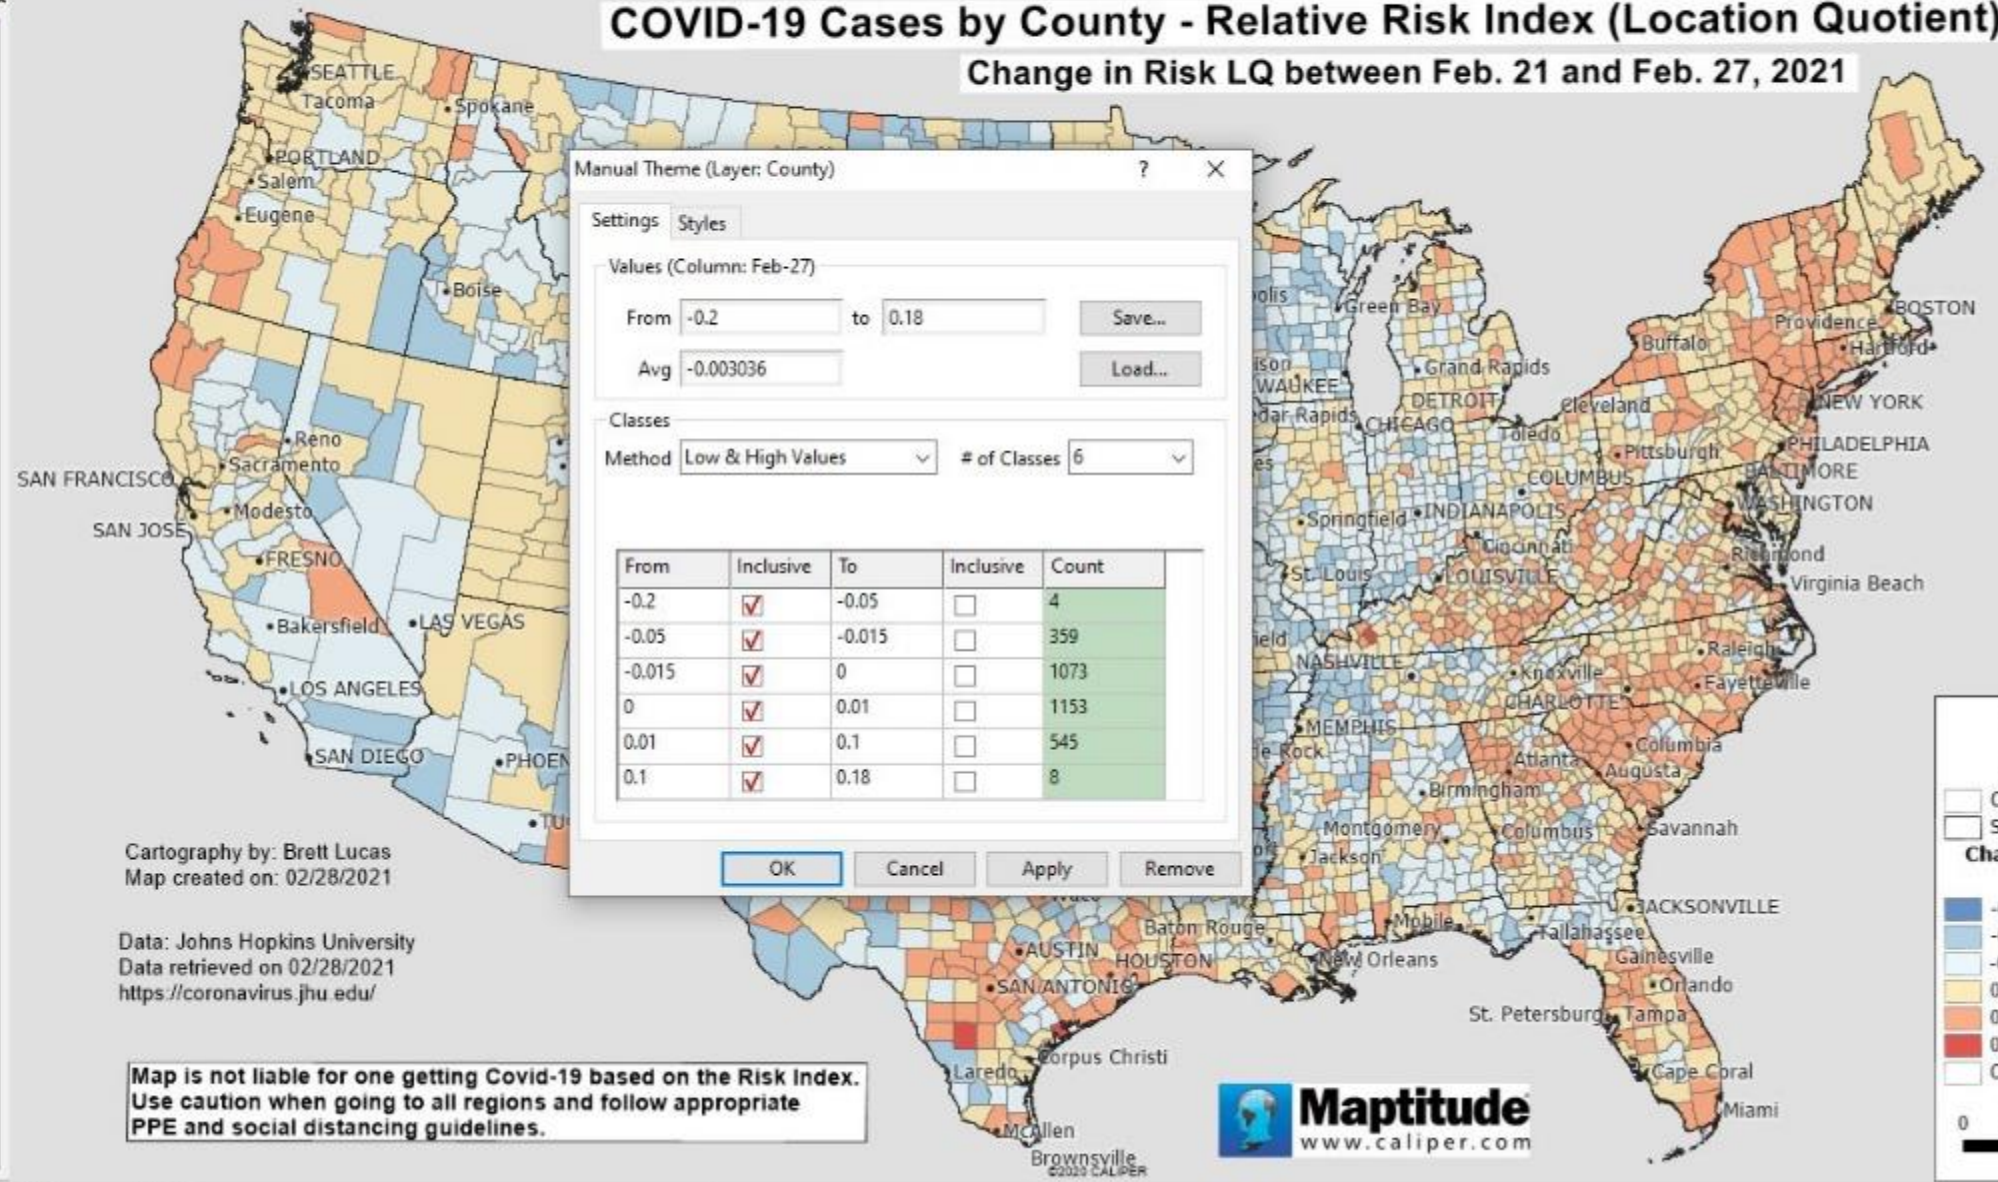 COVID-19 Cases by County - Relative Risk Index (Location Quotient)
Change in Risk LQ between Feb. 21 and Feb. 27, 2021
SEATTLE
Tacoma
Spokane
PORTLAND
Salem
Eugene
Boise
Reno
Sacramento
SAN FRANCISCO
Modesto
SAN JOSE
FRESNO
Bakersfield
LAS VEGAS
LOS ANGELES
SAN DIEGO
Manual Theme (Layer: County)
? ×
Settings Styles
Values (Column: Feb-27)
From -0.2 to 0.18 Save...
Avg -0.003036 Load...
Classes
Method Low & High Values # of Classes 6
From Inclusive To Inclusive Count
-0.2 -0.05 4
-0.05 -0.015 359
-0.015 0 1073
0 0.01 1153
0.01 0.1 545
0.1 0.18 8
OK Cancel Apply Remove
Green Bay
BOSTON
Providence
Buffalo
Hartford
Grand Rapids
WAUKEE
DETROIT
Cleveland
NEW YORK
dar Rapids
CHICAGO
Toledo
PHILADELPHIA
Pittsburgh
BALTIMORE
COLUMBUS
WASHINGTON
Springfield
INDIANAPOLIS
Cincinnati
Richmond
St. Louis
LOUISVILLE
Virginia Beach
NASHVILLE
Raleigh
Knoxville
Fayetteville
CHARLOTTE
MEMPHIS
Columbia
e Rock
Atlanta
Augusta
Birmingham
Montgomery
Columbus
Savannah
Jackson
JACKSONVILLE
Mobile
Baton Rouge
Tallahassee
AUSTIN
HOUSTON
New Orleans
Gainesville
SAN ANTONIO
Orlando
St. Petersburg
Tampa
Corpus Christi
Laredo
Cape Coral
Miami
McAllen
Brownsville
©2020 CALIPER
Cartography by: Brett Lucas
Map created on: 02/28/2021
Data: Johns Hopkins University
Data retrieved on 02/28/2021
https://coronavirus.jhu.edu/
Map is not liable for one getting Covid-19 based on the Risk Index.
Use caution when going to all regions and follow appropriate
PPE and social distancing guidelines.
Maptitude
www.caliper.com
Cha
0